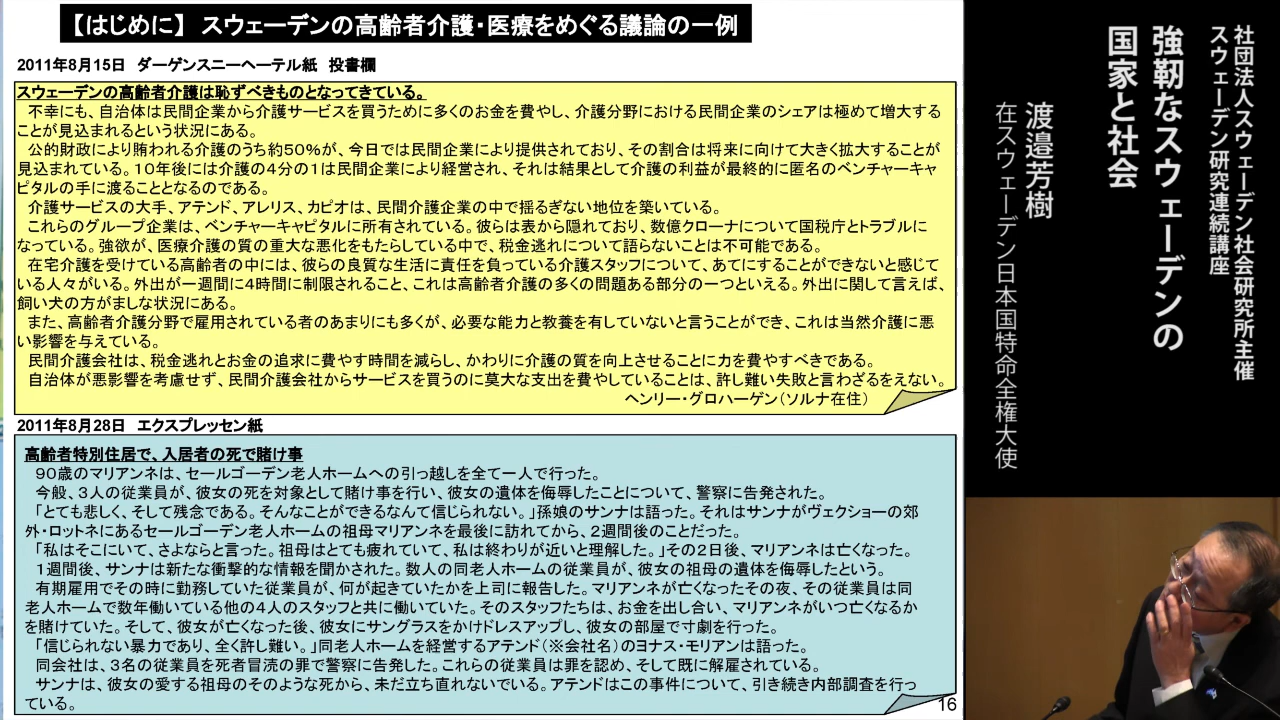 【はじめに】 スウェーデンの高齢者介護・医療をめぐる議論の一例
2011年8月15日 ダーゲンスニーヘーテル紙 投書欄
スウェーデンの高齢者介護は恥ずべきものとなってきている。
不幸にも、自治体は民間企業から介護サービスを買うために多くのお金を費やし、介護分野における民間企業のシェアは極めて増大する
ことが見込まれるという状況にある。
公的財政により賄われる介護のうち約50％が、今日では民間企業により提供されており、その割合は将来に向けて大きく拡大することが
見込まれている。10年後には介護の4分の1は民間企業により経営され、それは結果として介護の利益が最終的に匿名のベンチャーキャ
ピタルの手に渡ることとなるのである。
介護サービスの大手、アテンド、アレリス、カピオは、民間介護企業の中で揺るぎない地位を築いている。
これらのグループ企業は、ベンチャーキャピタルに所有されている。彼らは表から隠れており、数億クローナについて国税庁とトラブルに
なっている。強欲が、医療介護の質の重大な悪化をもたらしている中で、税金逃れについて語らないことは不可能である。
在宅介護を受けている高齢者の中には、彼らの良質な生活に責任を負っている介護スタッフについて、あてにすることができないと感じて
いる人々がいる。外出が一週間に4時間に制限されること、これは高齢者介護の多くの問題ある部分の一つといえる。外出に関して言えば、
飼い犬の方がましな状況にある。
また、高齢者介護分野で雇用されている者のあまりにも多くが、必要な能力と教養を有していないと言うことができ、これは当然介護に悪
い影響を与えている。
民間介護会社は、税金逃れとお金の追求に費やす時間を減らし、かわりに介護の質を向上させることに力を費やすべきである。
自治体が悪影響を考慮せず、民間介護会社からサービスを買うのに莫大な支出を費やしていることは、許し難い失敗と言わざるをえない。
ヘンリー・グロハーゲン（ソルナ在住）
2011年8月28日 エクスプレッセン紙
高齢者特別住居で、入居者の死で賭け事
90歳のマリアンネは、セールゴーデン老人ホームへの引っ越しを全て一人で行った。
今般、3人の従業員が、彼女の死を対象として賭け事を行い、彼女の遺体を侮辱したことについて、警察に告発された。
「とても悲しく、そして残念である。そんなことができるなんて信じられない。」孫娘のサンナは語った。それはサンナがヴェクショーの郊
外・ロットネにあるセールゴーデン老人ホームの祖母マリアンネを最後に訪れてから、2週間後のことだった。
「私はそこにいて、さよならと言った。祖母はとても疲れていて、私は終わりが近いと理解した。」その2日後、マリアンネは亡くなった。
1週間後、サンナは新たな衝撃的な情報を聞かされた。数人の同老人ホームの従業員が、彼女の祖母の遺体を侮辱したという。
有期雇用でその時に勤務していた従業員が、何が起きていたかを上司に報告した。マリアンネが亡くなったその夜、その従業員は同
老人ホームで数年働いている他の4人のスタッフと共に働いていた。そのスタッフたちは、お金を出し合い、マリアンネがいつ亡くなるか
を賭けていた。そして、彼女が亡くなった後、彼女にサングラスをかけドレスアップし、彼女の部屋で寸劇を行った。
「信じられない暴力であり、全く許し難い。」同老人ホームを経営するアテンド（※会社名）のヨナス・モリアンは語った。
同会社は、3名の従業員を死者冒涜の罪で警察に告発した。これらの従業員は罪を認め、そして既に解雇されている。
サンナは、彼女の愛する祖母のそのような死から、未だ立ち直れないでいる。アテンドはこの事件について、引き続き内部調査を行っ
ている。
16
社団法人スウェーデン社会研究所主催
スウェーデン研究連続講座
強靭なスウェーデンの
国家と社会
渡邉芳樹
在スウェーデン日本国特命全権大使